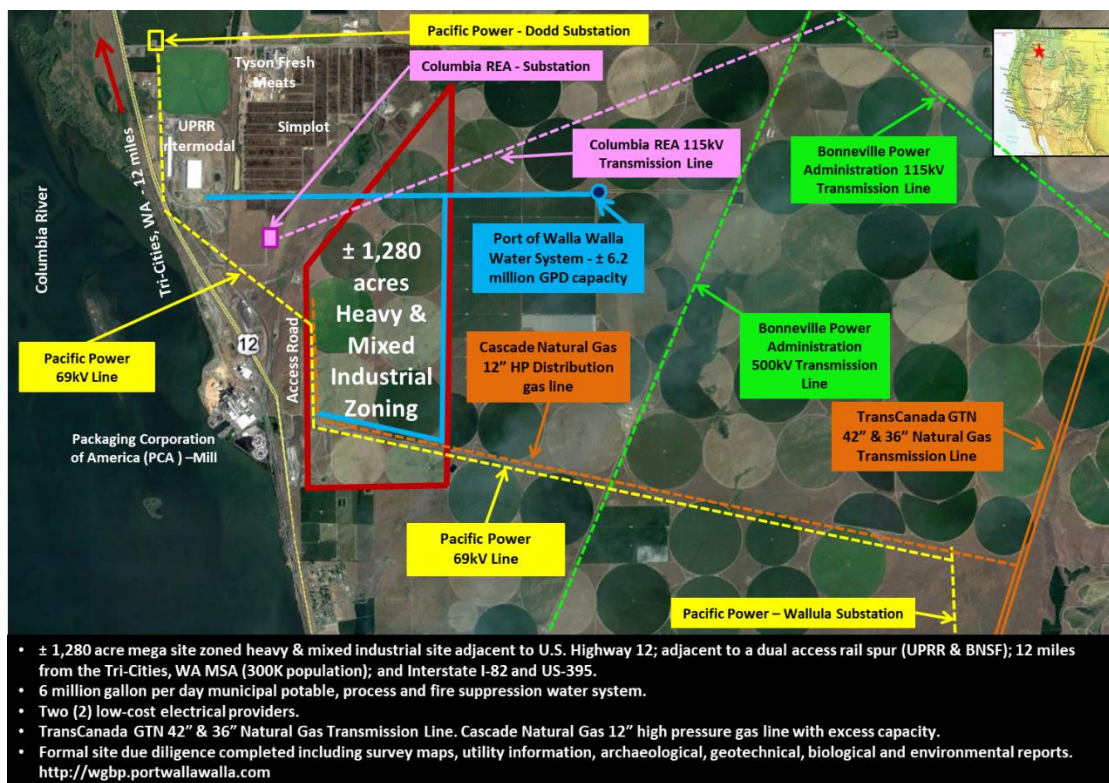 Pacific Power - Dodd Substation
Tyson Fresh
Meats
Columbia REA - Substation
UPRR
Intermodal
Simplot
Columbia REA 115kV
Transmission Line
Bonneville Power
Administration 115kV
Transmission Line
Columbia River
Tri-Cities, WA - 12 miles
± 1,280
acres
Heavy &
Mixed
Industrial
Zoning
Port of Walla Walla
Water System - ± 6.2
million GPD capacity
Access Road
12
Pacific Power
69kV Line
Cascade Natural Gas
12” HP Distribution
gas line
Bonneville Power
Administration
500kV Transmission
Line
TransCanada GTN
42” & 36” Natural Gas
Transmission Line
Packaging Corporation
of America (PCA ) –Mill
Pacific Power
69kV Line
Pacific Power – Wallula Substation
• ± 1,280 acre mega site zoned heavy & mixed industrial site adjacent to U.S. Highway 12; adjacent to a dual access rail spur (UPRR & BNSF); 12 miles
from the Tri-Cities, WA MSA (300K population); and Interstate I-82 and US-395.
• 6 million gallon per day municipal potable, process and fire suppression water system.
• Two (2) low-cost electrical providers.
• TransCanada GTN 42” & 36” Natural Gas Transmission Line. Cascade Natural Gas 12” high pressure gas line with excess capacity.
• Formal site due diligence completed including survey maps, utility information, archaeological, geotechnical, biological and environmental reports.
http://wgbp.portwallawalla.com